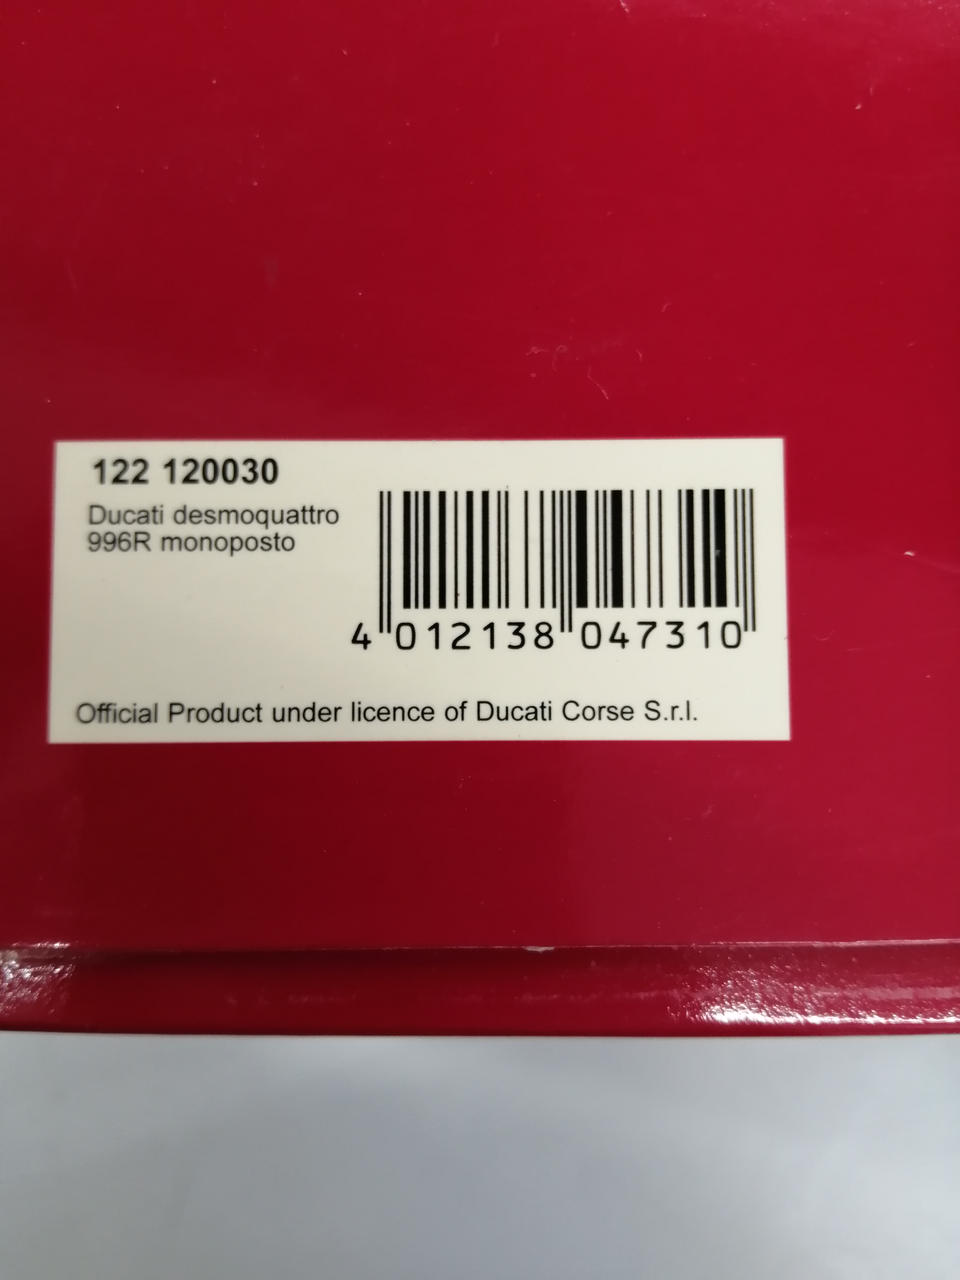 122 120030
Ducati desmoquattro
996R monoposto
4 012138 047310
Official Product under licence of Ducati Corse S.r.l.